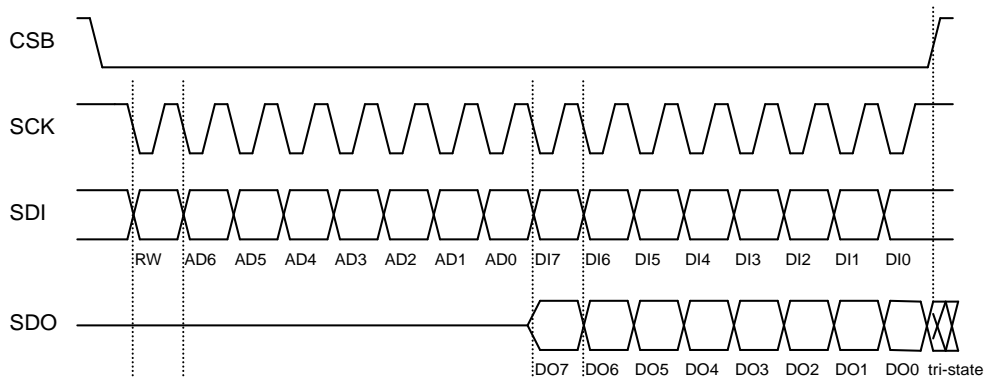 CSB
SCK
SDI
RW AD6 AD5 AD4 AD3 AD2 AD1 AD0 DI7 DI6 DI5 DI4 DI3 DI2 DI1 DI0
SDO
DO7 DO6 DO5 DO4 DO3 DO2 DO1 DO0 tri-state